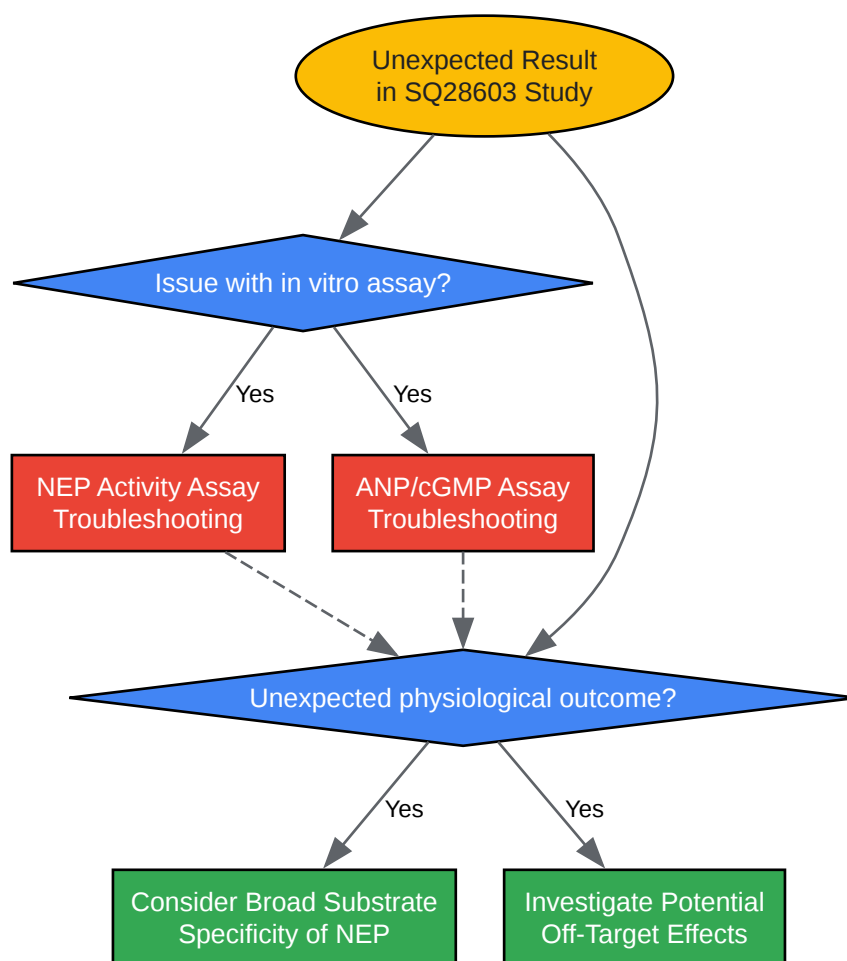 Unexpected Result
in SQ28603 Study
Issue with in vitro assay?
Yes
Yes
NEP Activity Assay
Troubleshooting
ANP/cGMP Assay
Troubleshooting
Unexpected physiological outcome?
Yes
Yes
Consider Broad Substrate
Specificity of NEP
Investigate Potential
Off-Target Effects